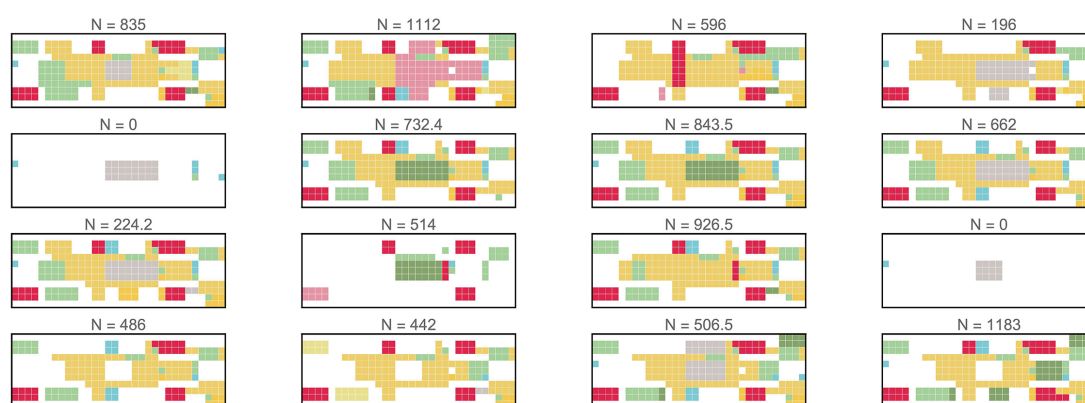 N = 835 N = 1112 N = 596 N = 196
N = 0 N = 732.4 N = 843.5 N = 662
N = 224.2 N = 514 N = 926.5 N = 0
N = 486 N = 442 N = 506.5 N = 1183